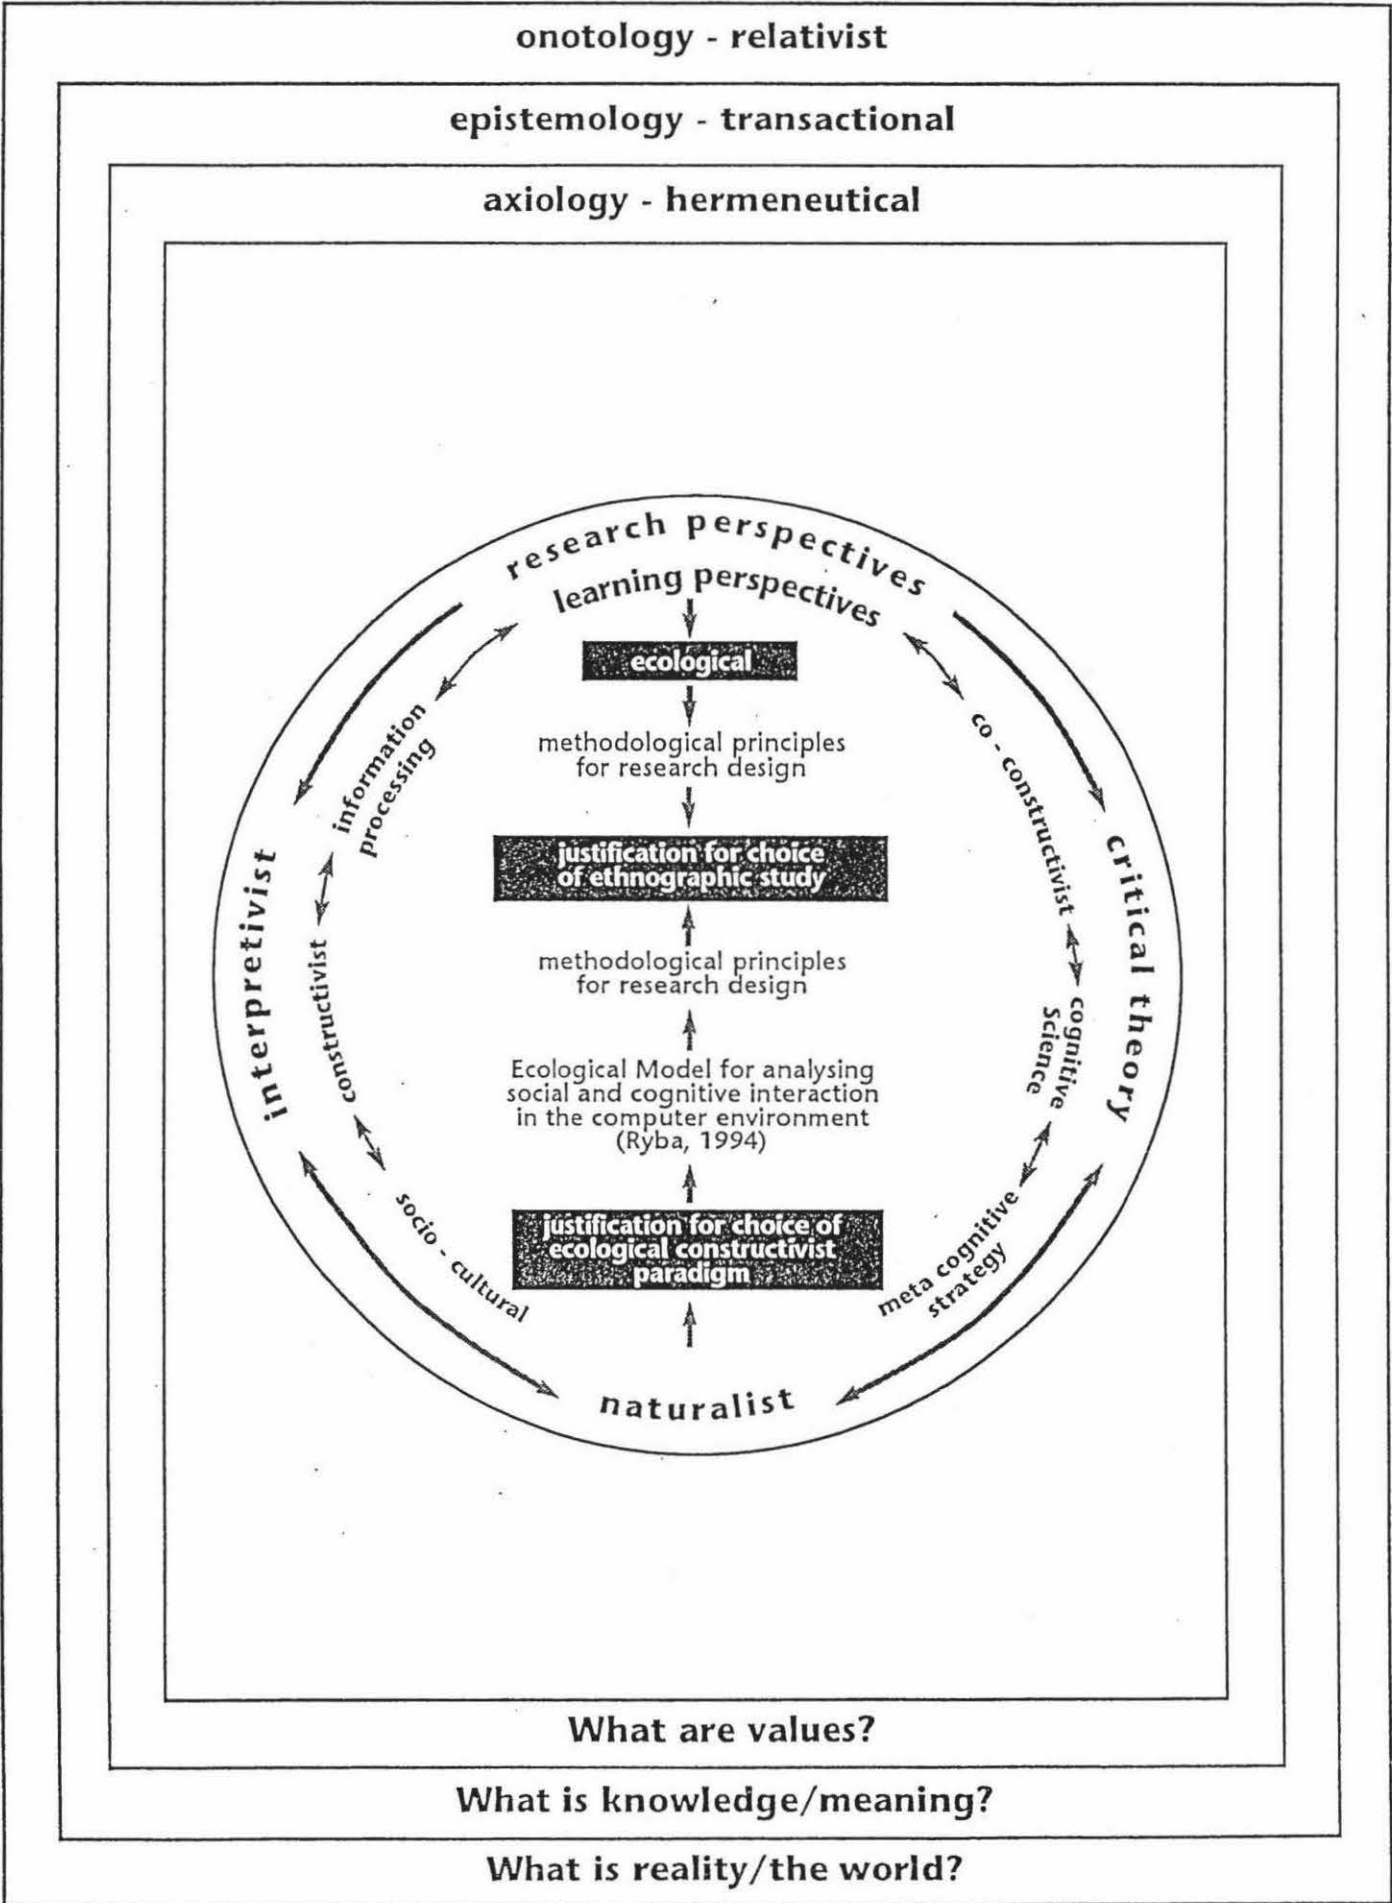 onotology - relativist
epistemology - transactional
axiology - hermeneutical
research perspectives
learning perspectives
ecological
methodological principles
for research design
justification for choice
of ethnographic study
methodological principles
for research design
Ecological Model for analysing
social and cognitive interaction
in the computer environment
(Ryba, 1994)
justification for choice of
ecological constructivist
paradigm
information
processing
constructivist
socio - cultural
co - constructivist
cognitive
Science
meta cognitive
strategy
interpretivist
critical theory
naturalist
What are values?
What is knowledge/meaning?
What is reality/the world?